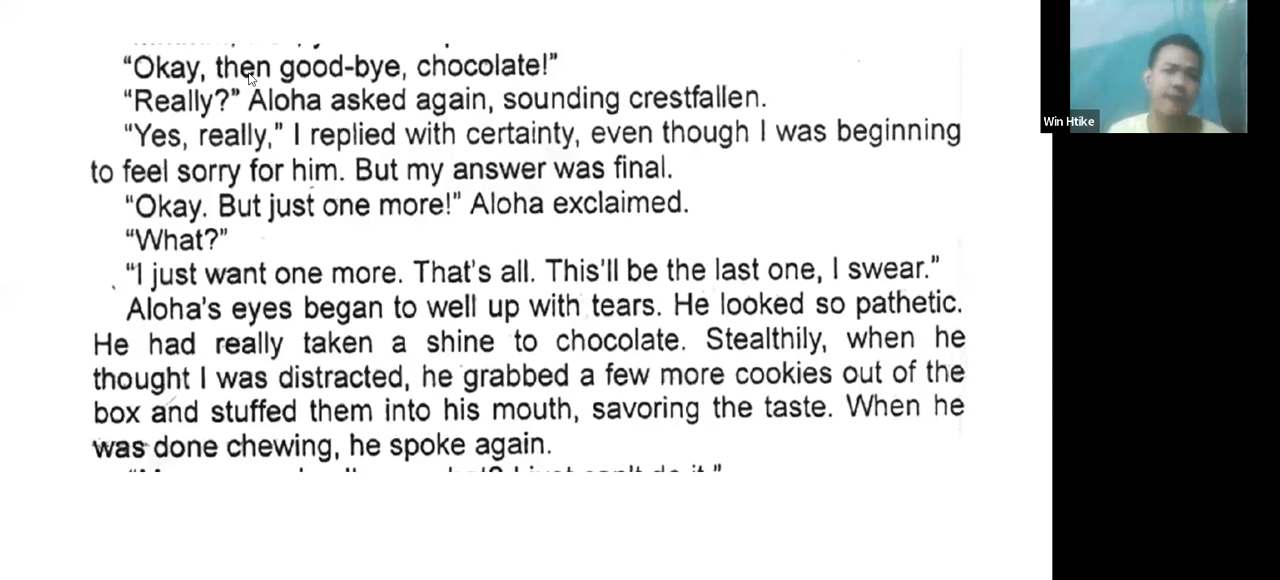 “Okay, then good-bye, chocolate!”
“Really?” Aloha asked again, sounding crestfallen.
“Yes, really,” I replied with certainty, even though I was beginning
to feel sorry for him. But my answer was final.
“Okay. But just one more!” Aloha exclaimed.
“What?”
“I just want one more. That's all. This'll be the last one, I swear.”
Aloha's eyes began to well up with tears. He looked so pathetic.
He had really taken a shine to chocolate. Stealthily, when he
thought I was distracted, he grabbed a few more cookies out of the
box and stuffed them into his mouth, savoring the taste. When he
was done chewing, he spoke again.
Win Htike